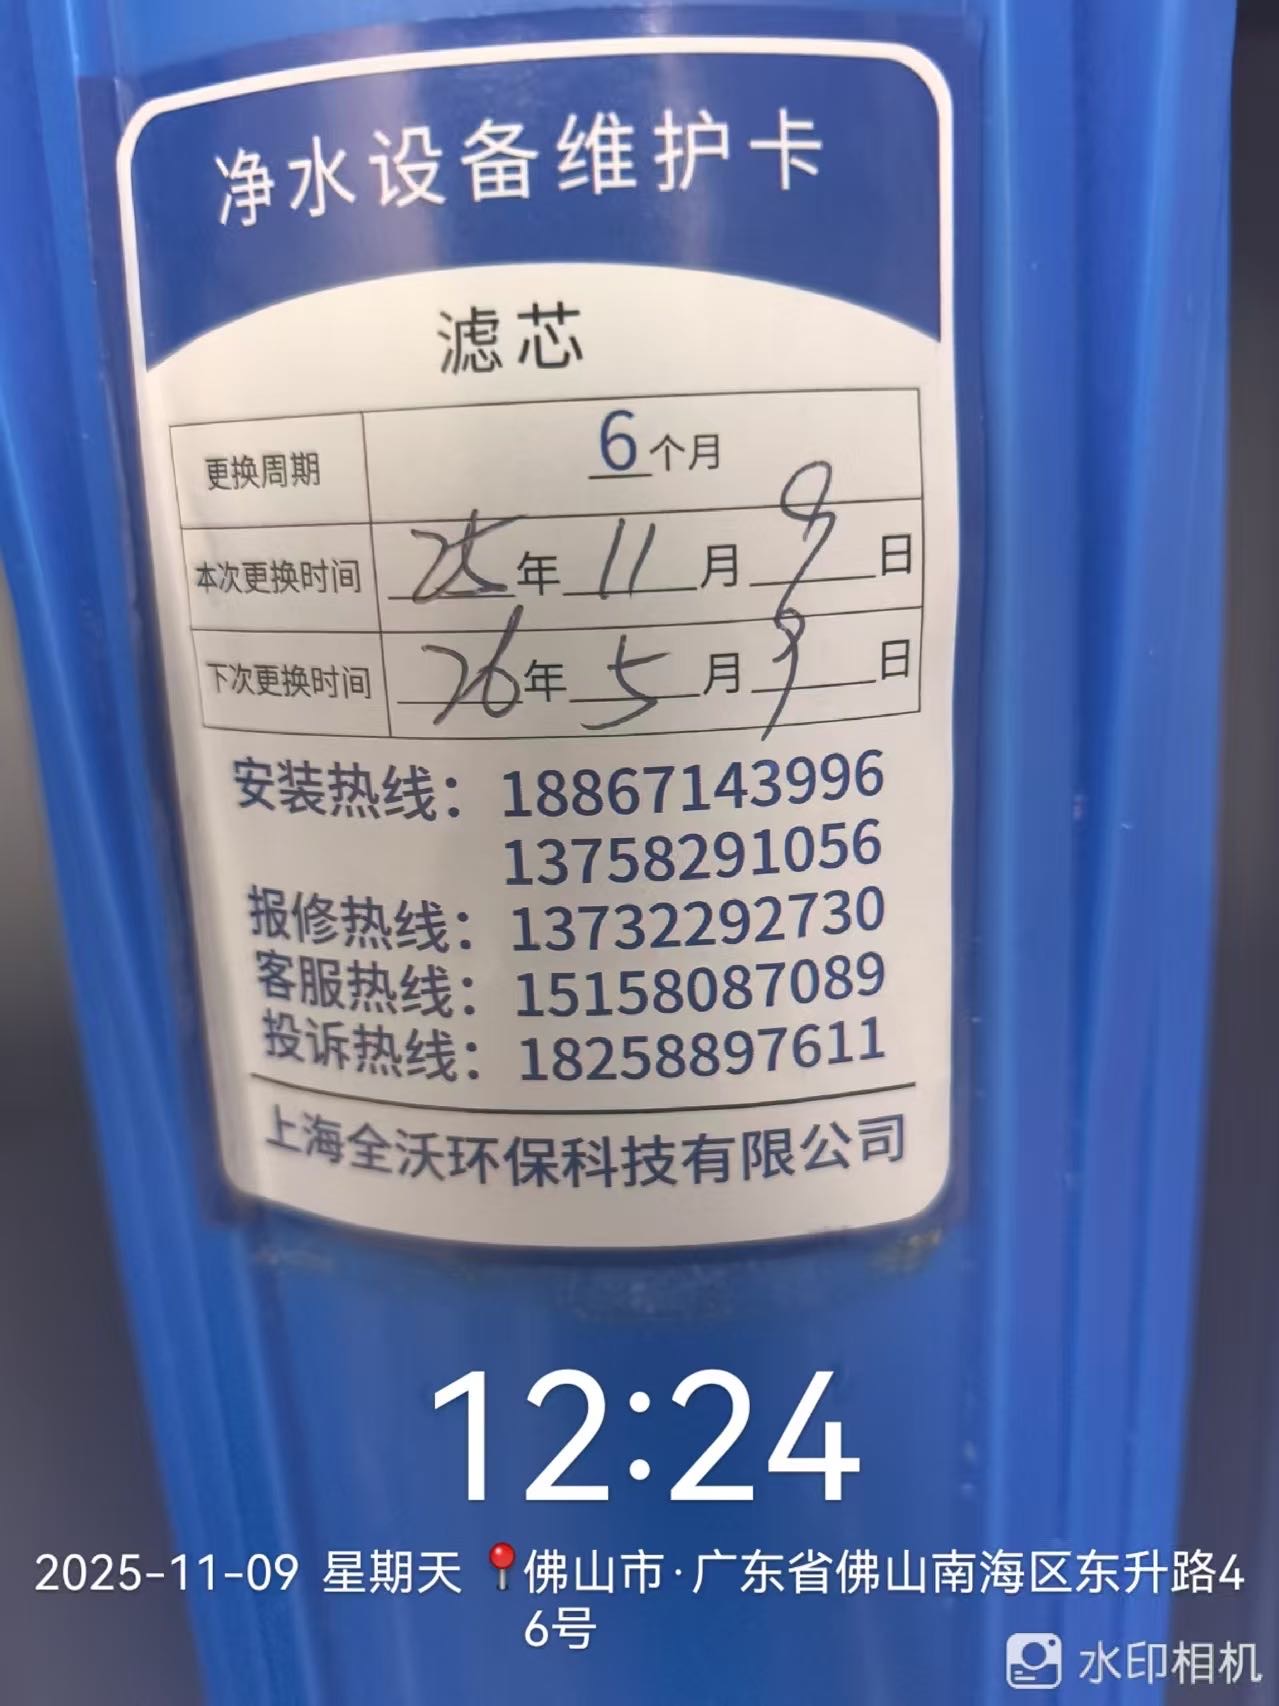 净水设备维护卡
滤芯
更换周期 6个月
本次更换时间 25年11月9日
下次更换时间 26年5月9日
安装热线：18867143996
13758291056
报修热线：13732292730
客服热线：15158087089
投诉热线：18258897611
上海全沃环保科技有限公司
12:24
2025-11-09 星期天 佛山市·广东省佛山南海区东升路4
6号
水印相机